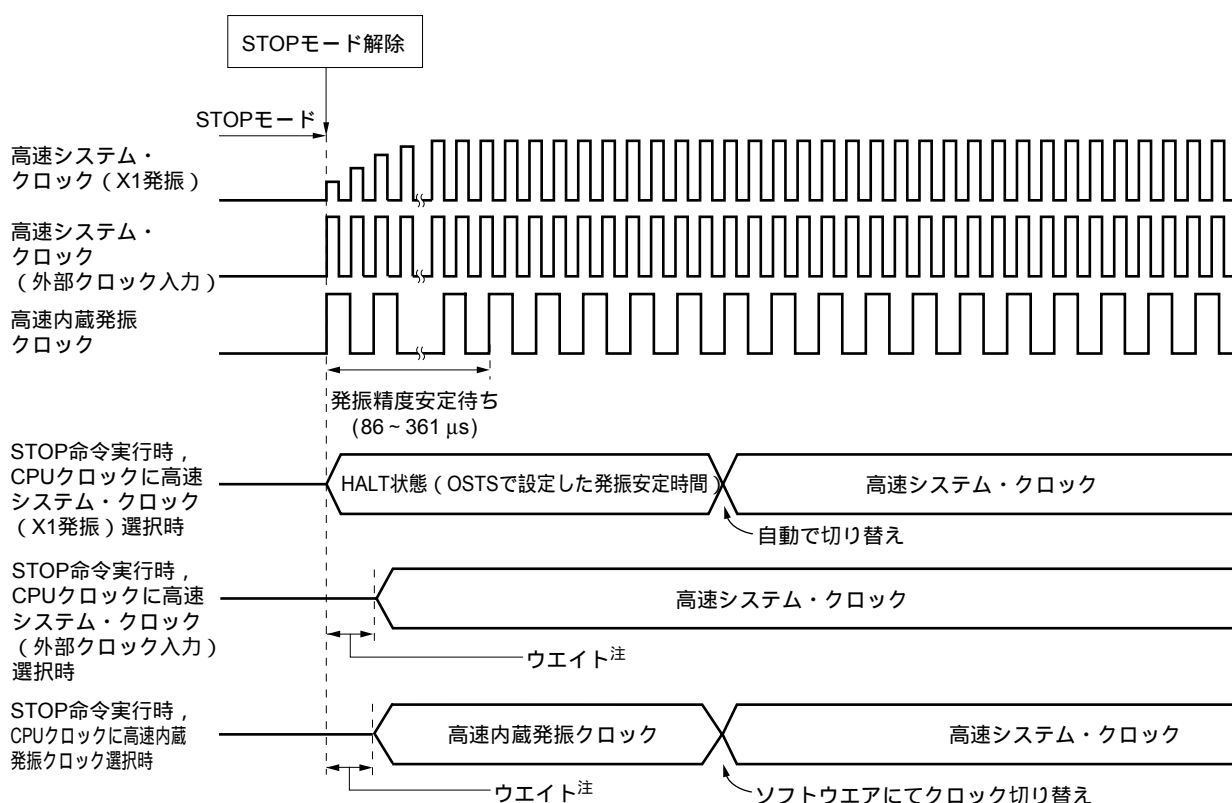 STOPモード解除
STOPモード
高速システム・
クロック（X1発振）
高速システム・
クロック
（外部クロック入力）
高速内蔵発振
クロック
発振精度安定待ち
(86～361 μs)
STOP命令実行時，
CPUクロックに高速
システム・クロック
（X1発振）選択時
HALT状態（OSTSで設定した発振安定時間）
高速システム・クロック
自動で切り替え
STOP命令実行時，
CPUクロックに高速
システム・クロック
（外部クロック入力）
選択時
高速システム・クロック
ウエイト注
STOP命令実行時，
CPUクロックに高速内蔵
発振クロック選択時
高速内蔵発振クロック
高速システム・クロック
ウエイト注
ソフトウエアにてクロック切り替え